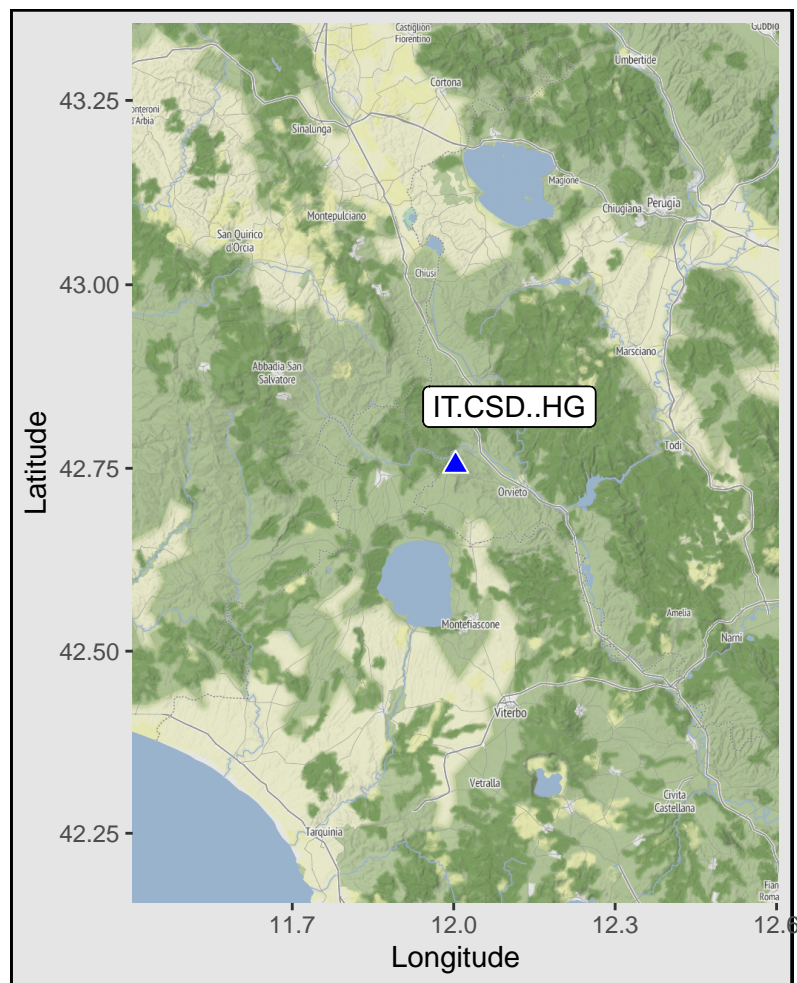 Castiglion
Fiorentino
Gubbio
Umbertide
43.25
Cortona
onteroni
d'Arbia
Sinalunga
Magione
Chiugiana
Perugia
Montepulciano
San Quirico
d'Orcia
Chiusi
43.00
Marsciano
Abbadia San
Salvatore
IT.CSD..HG
Todi
42.75
Latitude
Orvieto
Amelia
Montefiascone
Narni
42.50
Viterbo
Vetralla
Civita
Castellana
42.25
Tarquinia
Fian
Roma
11.7
12.0
12.3
12.6
Longitude